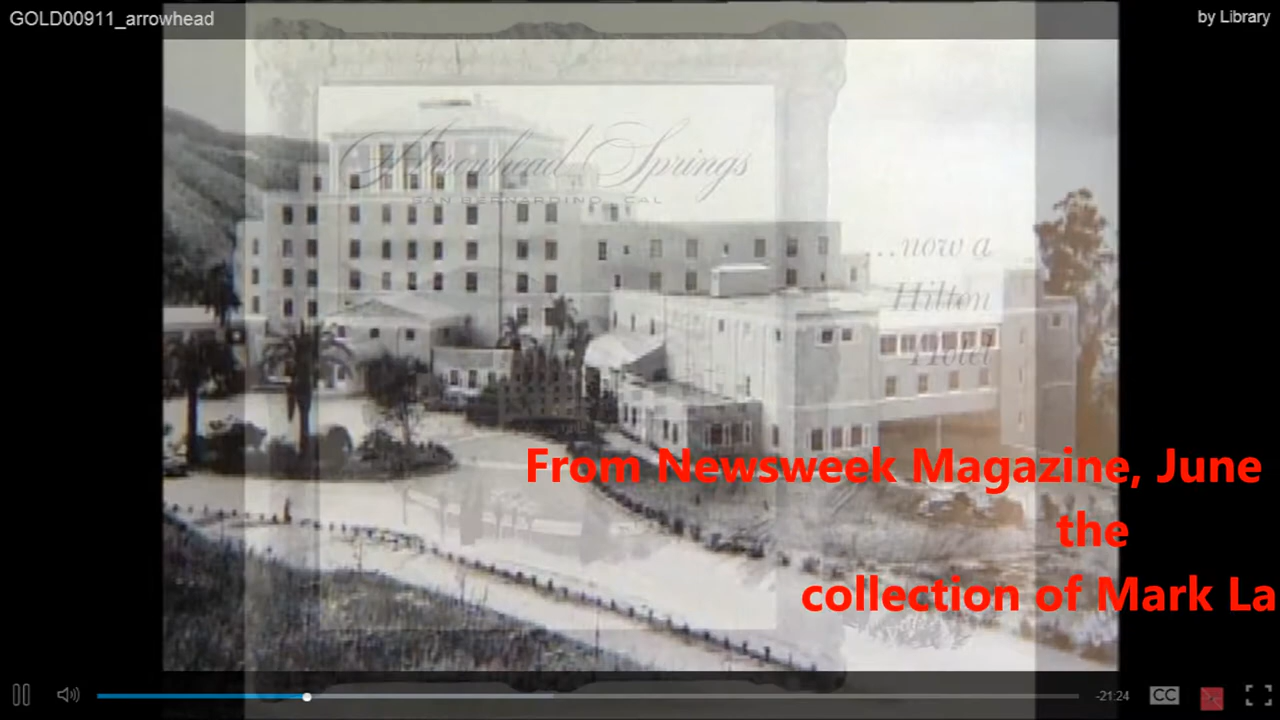 GOLD00911_arrowhead
by Library
Arrowhead Springs
SAN BERNARDINO, CAL
...now a
Hilton
Hotel
From Newsweek Magazine, June
the
collection of Mark La
-21:24
CC